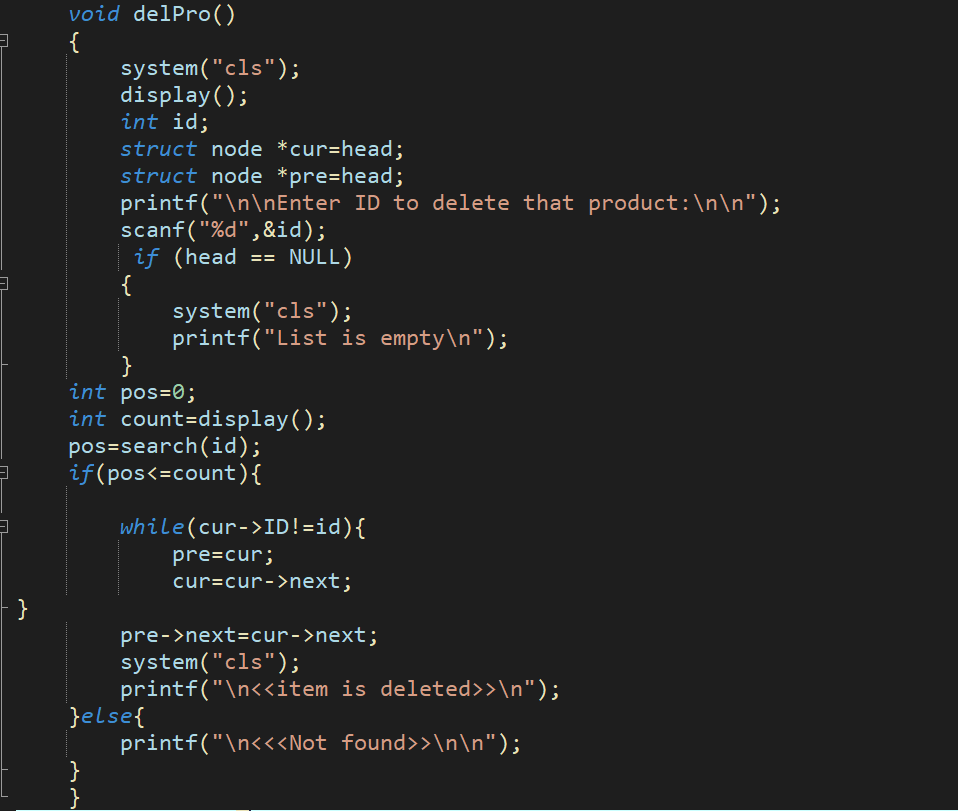 void delPro()
{
system("cls");
display();
int id;
struct node *cur=head;
struct node *pre=head;
printf("\n\nEnter ID to delete that product:\n\n");
scanf("%d",&id);
if (head == NULL)
{
system("cls");
printf("List is empty\n");
}
int pos=0;
int count=display();
pos=search(id);
if(pos<=count){
while(cur->ID!=id){
pre=cur;
cur=cur->next;
}
pre->next=cur->next;
system("cls");
printf("\n<<item is deleted>>\n");
}else{
printf("\n<<<Not found>>\n\n");
}
}